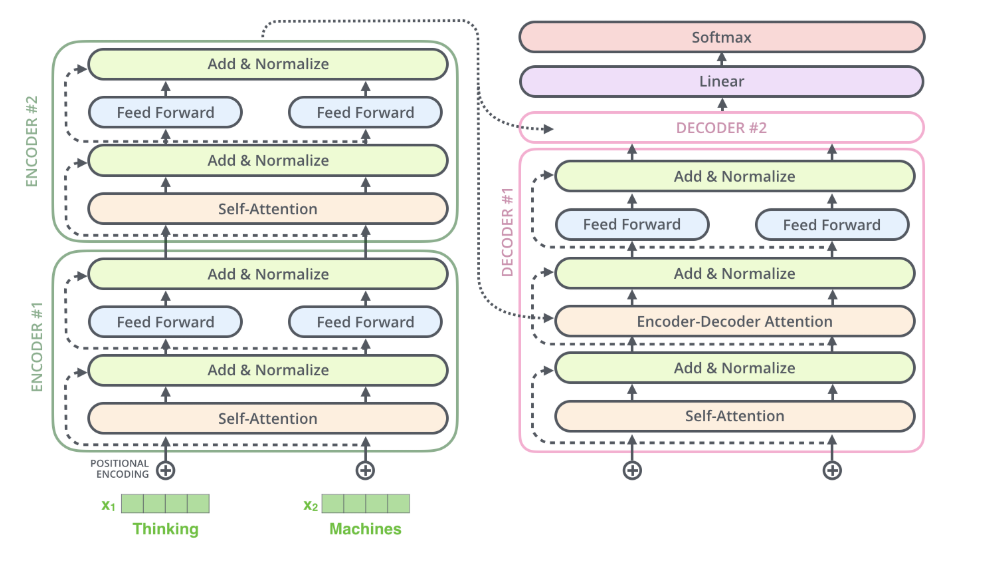 ENCODER #2
Add & Normalize
Feed Forward
Feed Forward
Add & Normalize
Self-Attention
ENCODER #1
Add & Normalize
Feed Forward
Feed Forward
Add & Normalize
Self-Attention
POSITIONAL
ENCODING
x₁
x₂
Thinking
Machines
Softmax
Linear
DECODER #2
DECODER #1
Add & Normalize
Feed Forward
Feed Forward
Add & Normalize
Encoder-Decoder Attention
Add & Normalize
Self-Attention